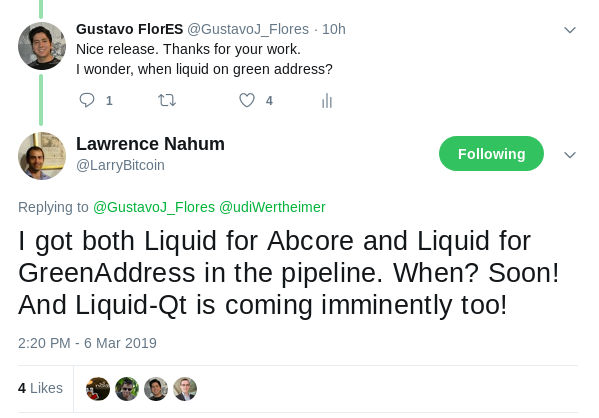 Gustavo FlorES @GustavoJ_Flores · 10h
Nice release. Thanks for your work.
I wonder, when liquid on green address?
1 4
Lawrence Nahum
@LarryBitcoin
Following
Replying to @GustavoJ_Flores @udiWertheimer
I got both Liquid for Abcore and Liquid for
GreenAddress in the pipeline. When? Soon!
And Liquid-Qt is coming imminently too!
2:20 PM - 6 Mar 2019
4 Likes